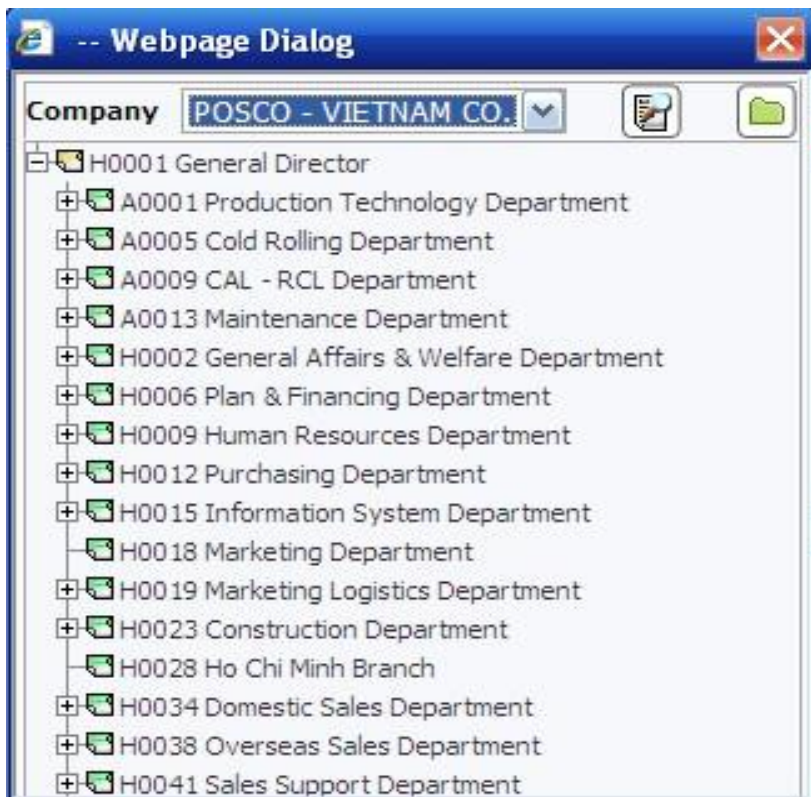 -- Webpage Dialog
Company POSCO - VIETNAM CO.
H0001 General Director
A0001 Production Technology Department
A0005 Cold Rolling Department
A0009 CAL - RCL Department
A0013 Maintenance Department
H0002 General Affairs & Welfare Department
H0006 Plan & Financing Department
H0009 Human Resources Department
H0012 Purchasing Department
H0015 Information System Department
H0018 Marketing Department
H0019 Marketing Logistics Department
H0023 Construction Department
H0028 Ho Chi Minh Branch
H0034 Domestic Sales Department
H0038 Overseas Sales Department
H0041 Sales Support Department